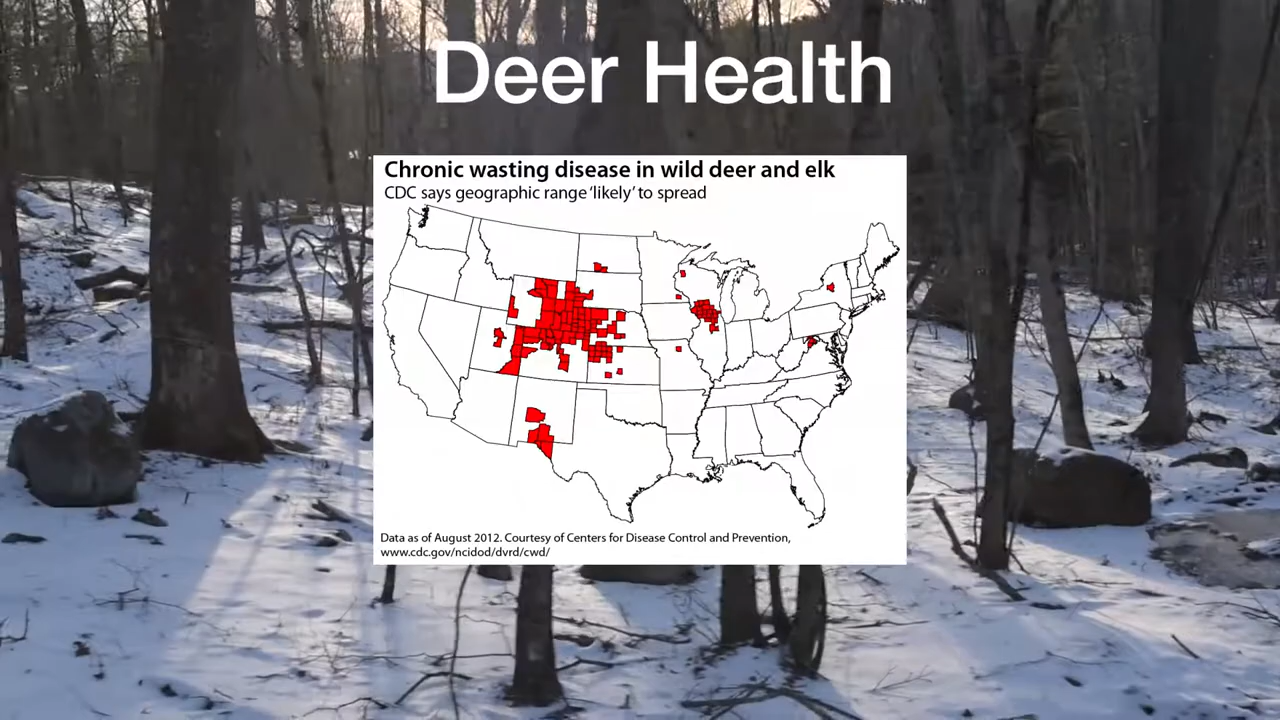 Deer Health
Chronic wasting disease in wild deer and elk
CDC says geographic range ‘likely’ to spread
Data as of August 2012. Courtesy of Centers for Disease Control and Prevention,
www.cdc.gov/ncidod/dvrd/cwd/